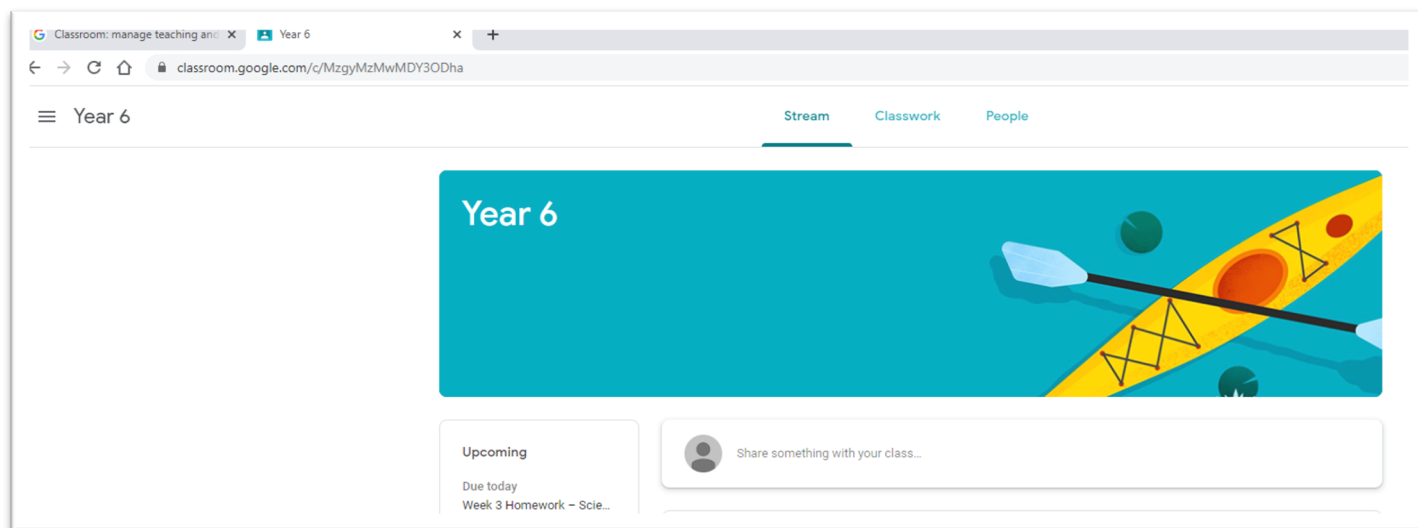 Classroom: manage teaching and
Year 6
classroom.google.com/c/MzgyMzMwMDY3ODha
Year 6
Stream Classwork People
Year 6
Upcoming
Share something with your class...
Due today
Week 3 Homework – Scie...